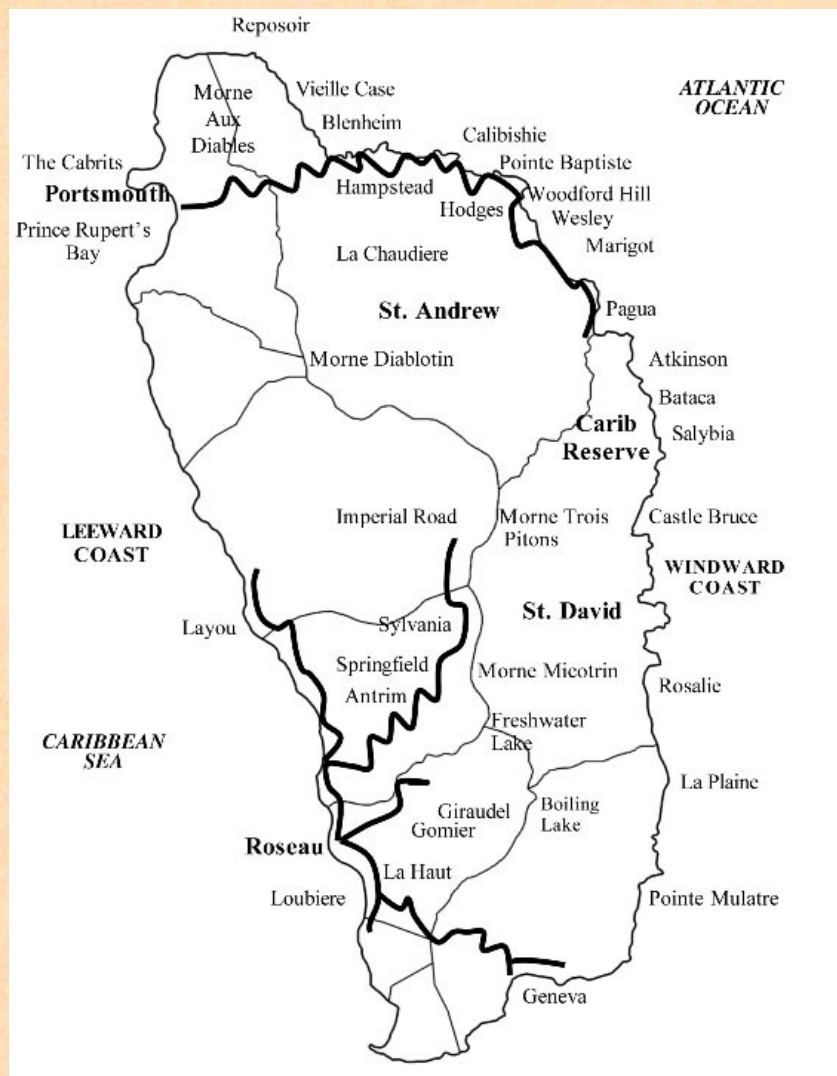 Reposoir
Morne
Aux
Diables
Vieille Case
Blenheim
ATLANTIC
OCEAN
Calibishie
The Cabrits
Pointe Baptiste
Portsmouth
Hampstead
Woodford Hill
Hodges
Wesley
Prince Rupert's
Bay
Marigot
La Chaudiere
St. Andrew
Pagua
Morne Diablotin
Atkinson
Bataca
Carib
Reserve
Salybia
LEEWARD
COAST
Imperial Road
Morne Trois
Pitons
Castle Bruce
WINDWARD
COAST
Layou
Sylvania
St. David
Springfield
Antrim
Morne Micotrin
Rosalie
CARIBBEAN
SEA
Freshwater
Lake
La Plaine
Giraudel
Gomier
Boiling
Lake
Roseau
La Haut
Loubiere
Pointe Mulatre
Geneva